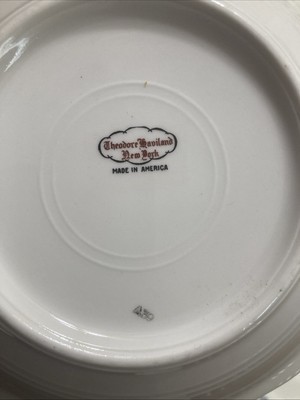 Theodore Haviland
New York
MADE IN AMERICA